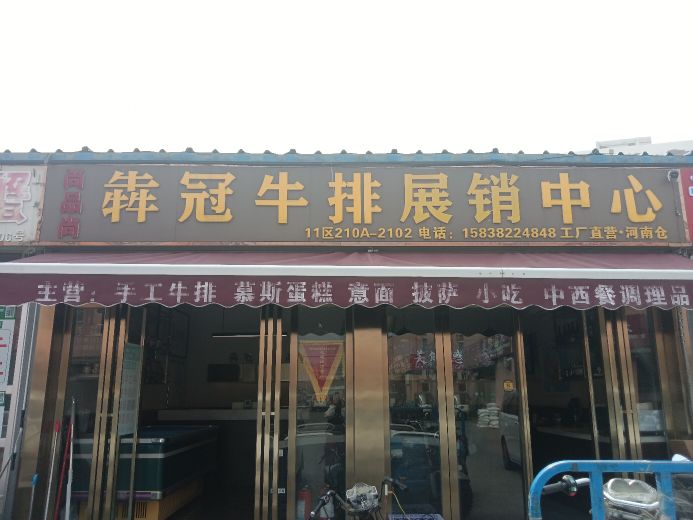 尚品尚
犇冠牛排展销中心
11区210A-2102 电话：15838224848 工厂直营·河南仓
主营：手工牛排 慕斯蛋糕 意面 披萨 小吃 中西餐调理品